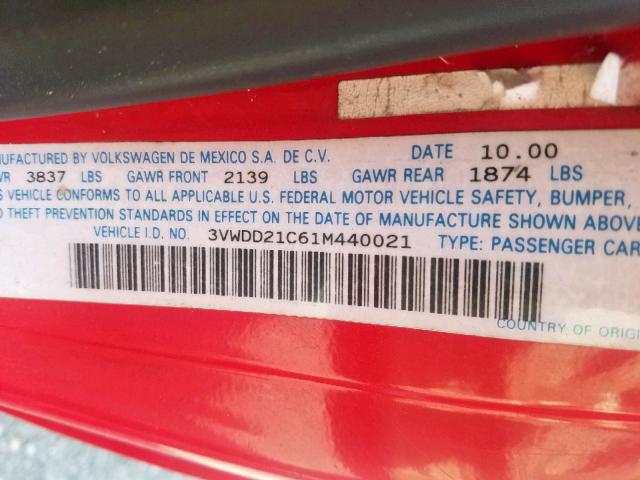 NUFACTURED BY VOLKSWAGEN DE MEXICO S.A. DE C.V. DATE 10.00
WR 3837 LBS GAWR FRONT 2139 LBS GAWR REAR 1874 LBS
S VEHICLE CONFORMS TO ALL APPLICABLE U.S. FEDERAL MOTOR VEHICLE SAFETY, BUMPER,
D THEFT PREVENTION STANDARDS IN EFFECT ON THE DATE OF MANUFACTURE SHOWN ABOVE
VEHICLE I.D. NO. 3VWDD21C61M440021 TYPE: PASSENGER CAR
COUNTRY OF ORIGI